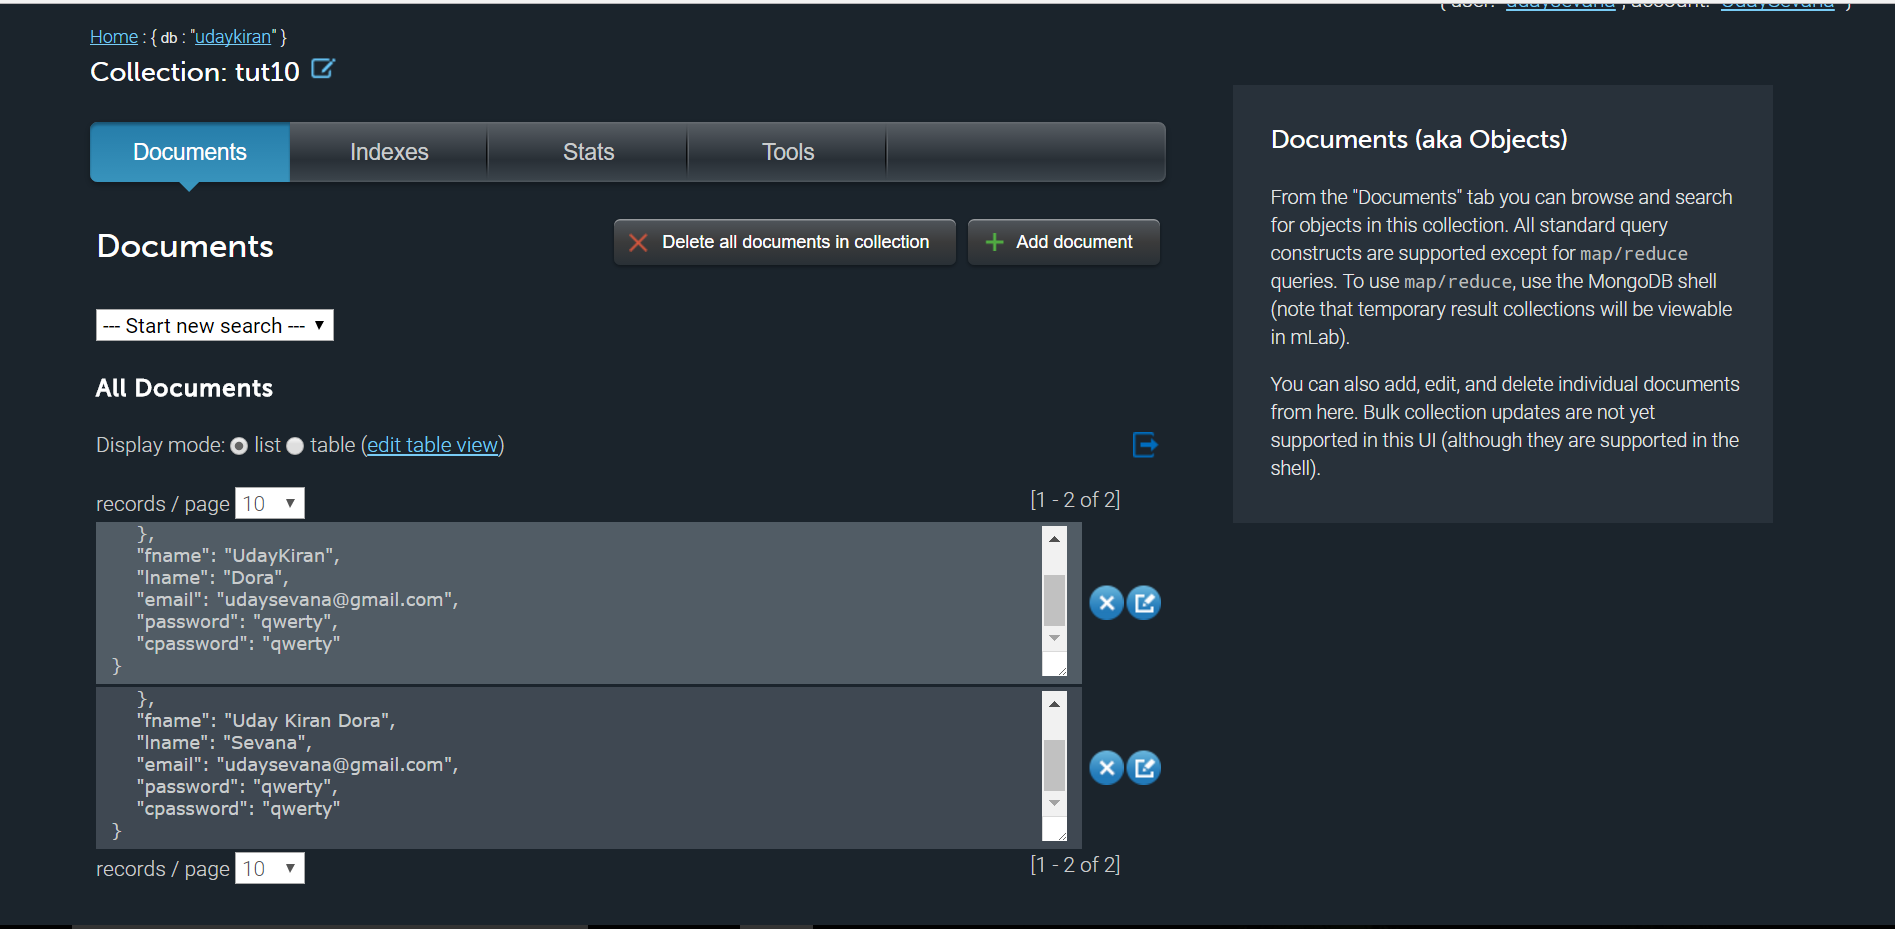 { user: "udaysevana", account: "UdaySevana" }
Home : { db : "udaykiran" }
Collection: tut10
Documents
Indexes
Stats
Tools
Documents
Delete all documents in collection
Add document
--- Start new search ---
All Documents
Display mode: list table (edit table view)
records / page 10
[1 - 2 of 2]
},
"fname": "UdayKiran",
"lname": "Dora",
"email": "udaysevana@gmail.com",
"password": "qwerty",
"cpassword": "qwerty"
}
},
"fname": "Uday Kiran Dora",
"lname": "Sevana",
"email": "udaysevana@gmail.com",
"password": "qwerty",
"cpassword": "qwerty"
}
records / page 10
[1 - 2 of 2]
Documents (aka Objects)
From the "Documents" tab you can browse and search
for objects in this collection. All standard query
constructs are supported except for map/reduce
queries. To use map/reduce, use the MongoDB shell
(note that temporary result collections will be viewable
in mLab).
You can also add, edit, and delete individual documents
from here. Bulk collection updates are not yet
supported in this UI (although they are supported in the
shell).